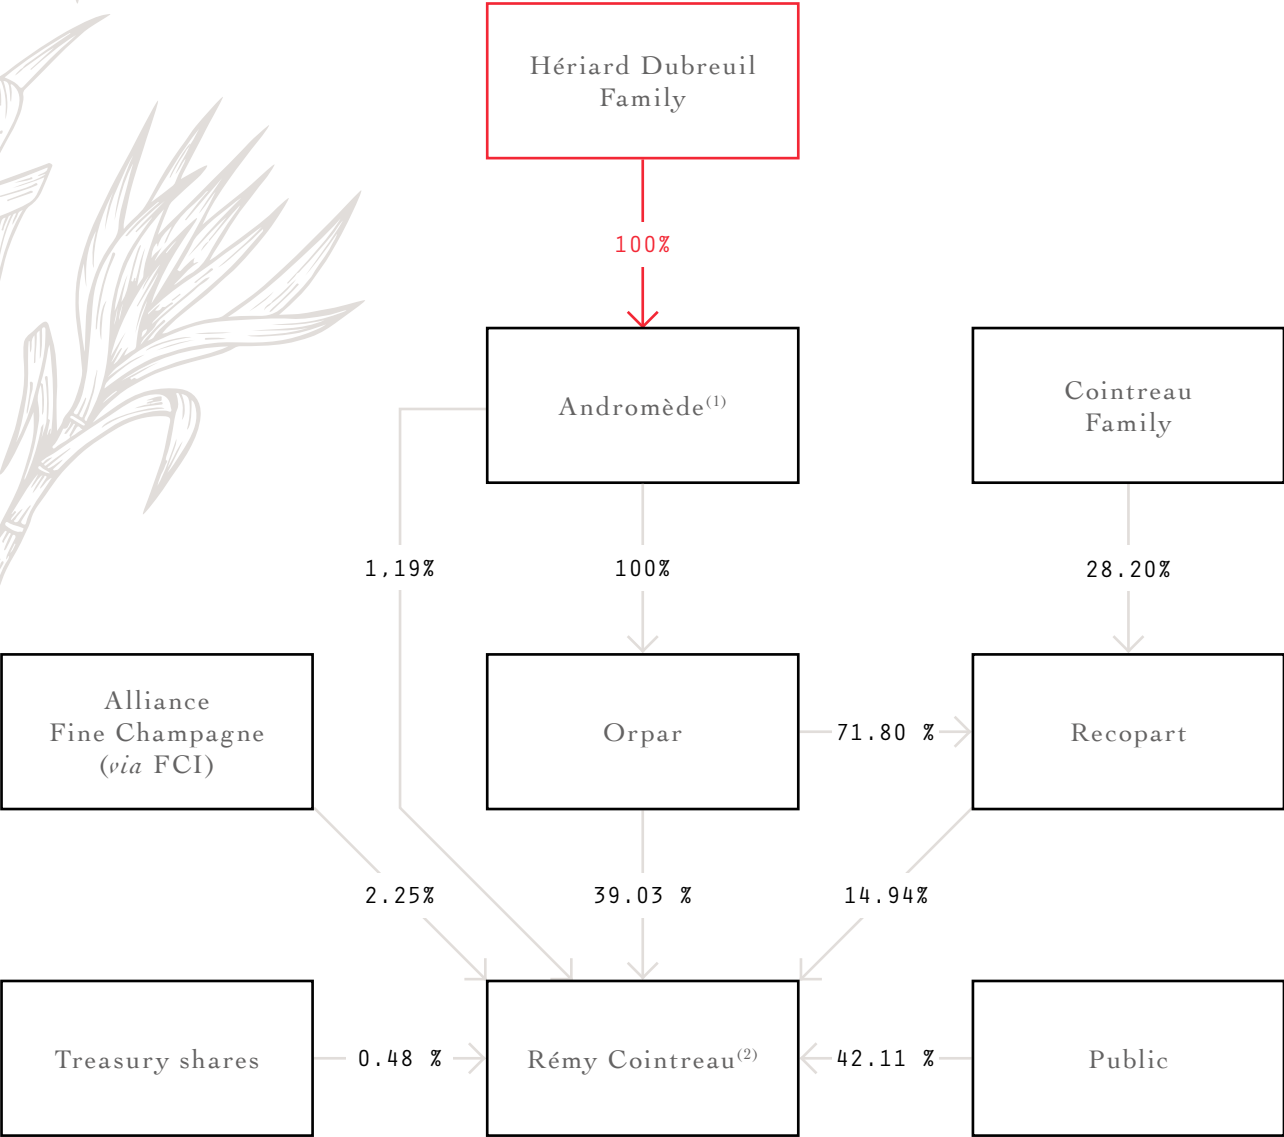 Hériard Dubreuil
Family
100%
Andromède(1)
Cointreau
Family
1,19%
100%
28.20%
Alliance
Fine Champagne
(via FCI)
Orpar
71.80 %
Recopart
2.25%
39.03 %
14.94%
Treasury shares
0.48 %
Rémy Cointreau(2)
42.11 %
Public